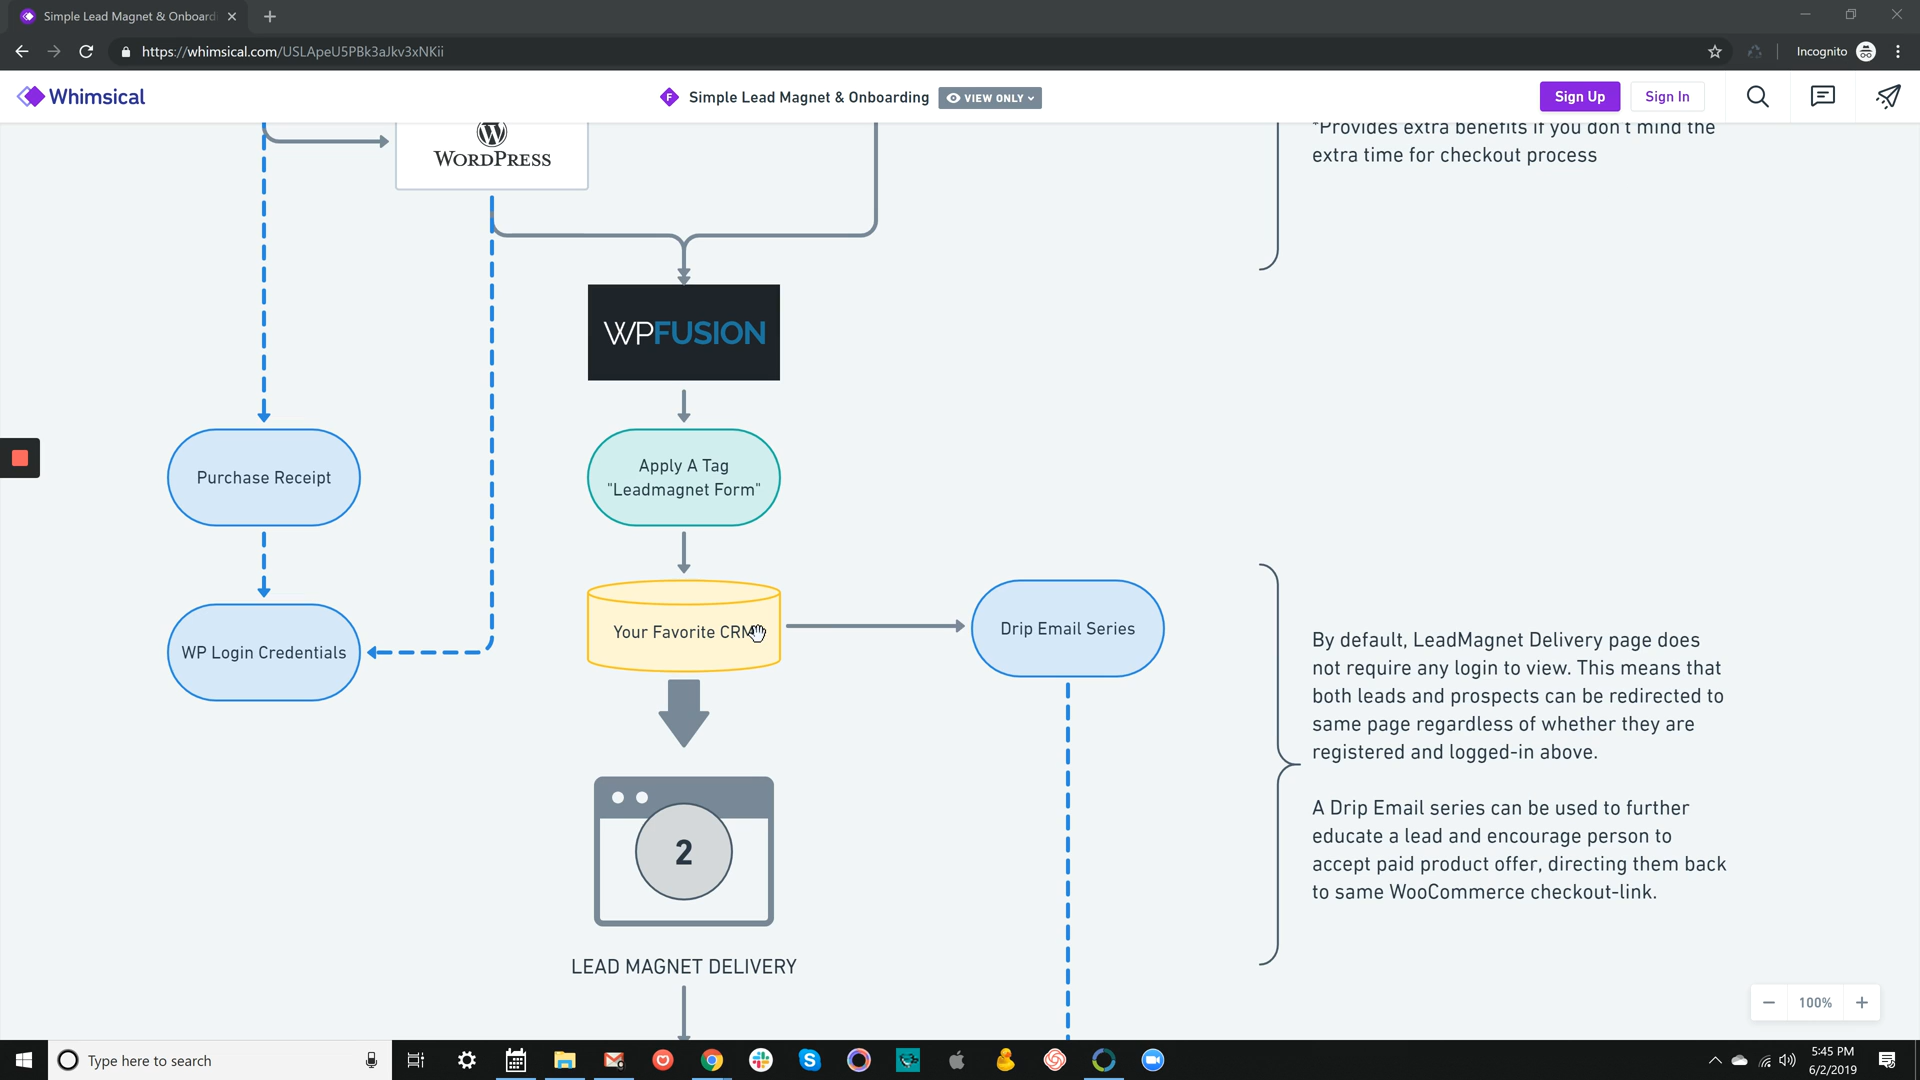 Simple Lead Magnet & Onboardi
https://whimsical.com/USLApeU5PBk3aJkv3xNKii
Incognito
Whimsical
F
Simple Lead Magnet & Onboarding
VIEW ONLY
Sign Up
Sign In
*Provides extra benefits if you don't mind the
extra time for checkout process
WORDPRESS
WPFUSION
Purchase Receipt
Apply A Tag
"Leadmagnet Form"
WP Login Credentials
Your Favorite CRM
Drip Email Series
By default, LeadMagnet Delivery page does
not require any login to view. This means that
both leads and prospects can be redirected to
same page regardless of whether they are
registered and logged-in above.
A Drip Email series can be used to further
educate a lead and encourage person to
accept paid product offer, directing them back
to same WooCommerce checkout-link.
2
LEAD MAGNET DELIVERY
100%
Type here to search
5:45 PM
6/2/2019